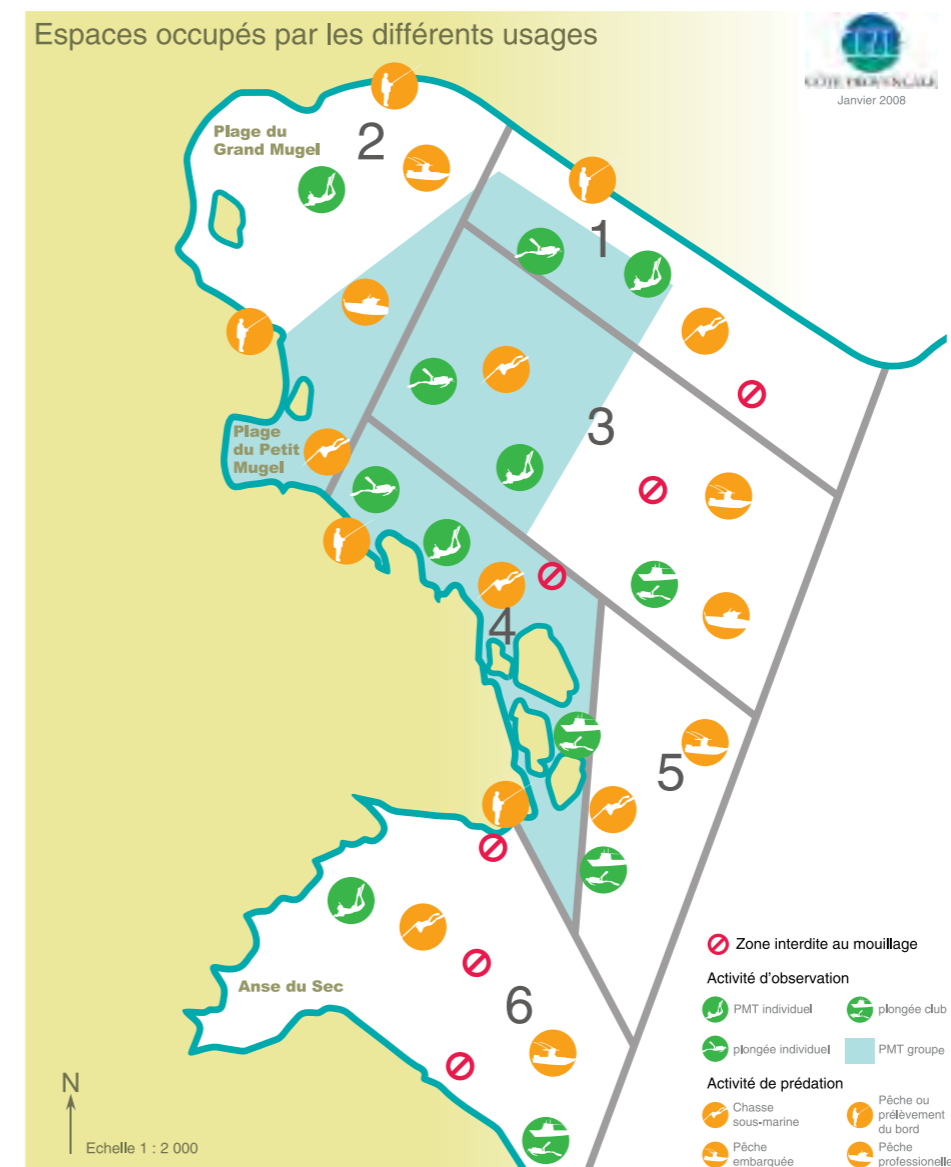 Espaces occupés par les différents usages
CÔTE PROVENÇALE
Janvier 2008
Plage du
Grand Mugel
2
1
3
Plage
du Petit
Mugel
4
5
Anse du Sec
6
N
Echelle 1 : 2 000
Zone interdite au mouillage
Activité d'observation
PMT individuel
plongée club
plongée individuel
PMT groupe
Activité de prédation
Chasse
sous-marine
Pêche ou
prélèvement
du bord
Pêche
embarquée
Pêche
professionelle